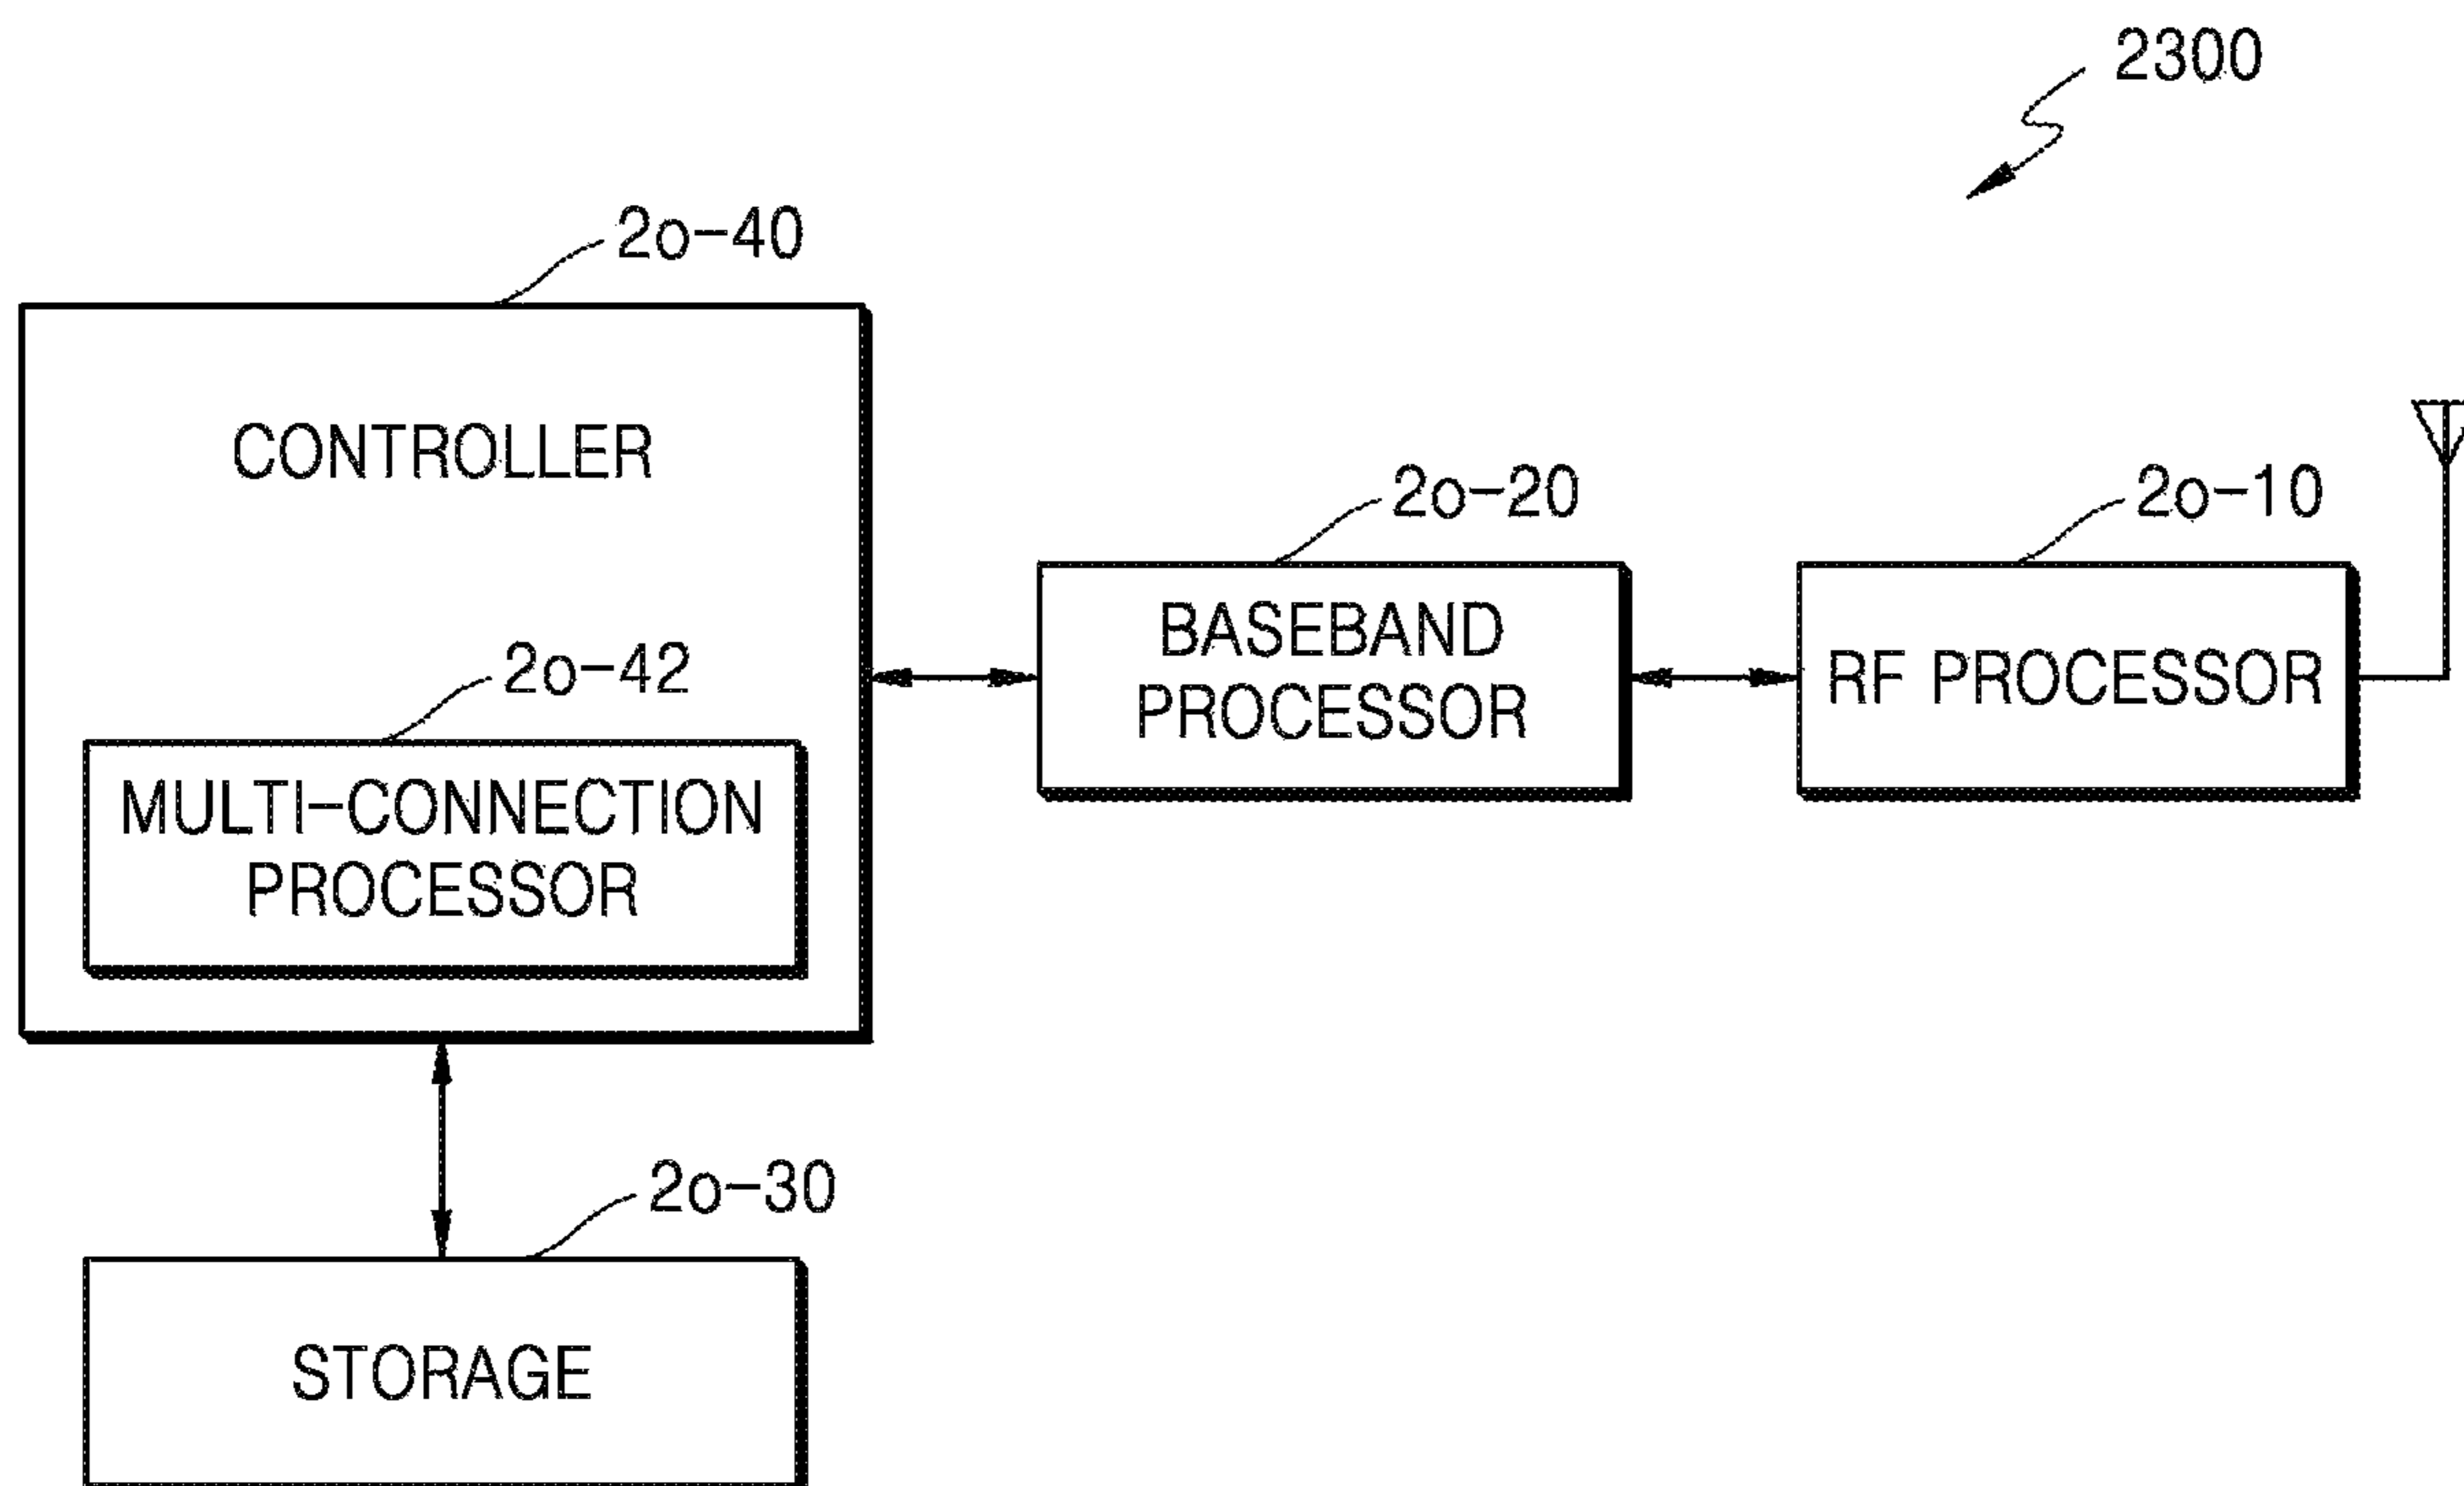 2300
2o-40
CONTROLLER
2o-20
2o-10
BASEBAND
PROCESSOR
RF PROCESSOR
2o-42
MULTI-CONNECTION
PROCESSOR
2o-30
STORAGE